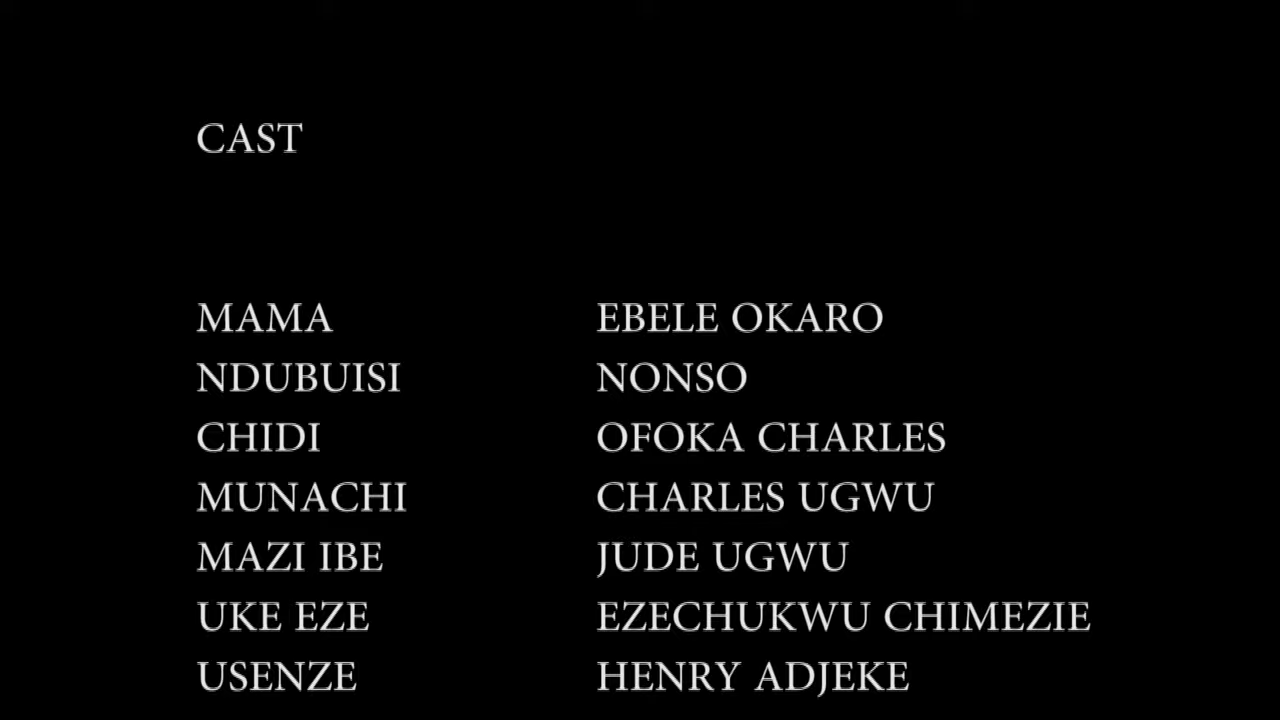 CAST
MAMA EBELE OKARO
NDUBUISI NONSO
CHIDI OFOKA CHARLES
MUNACHI CHARLES UGWU
MAZI IBE JUDE UGWU
UKE EZE EZECHUKWU CHIMEZIE
USENZE HENRY ADJEKE